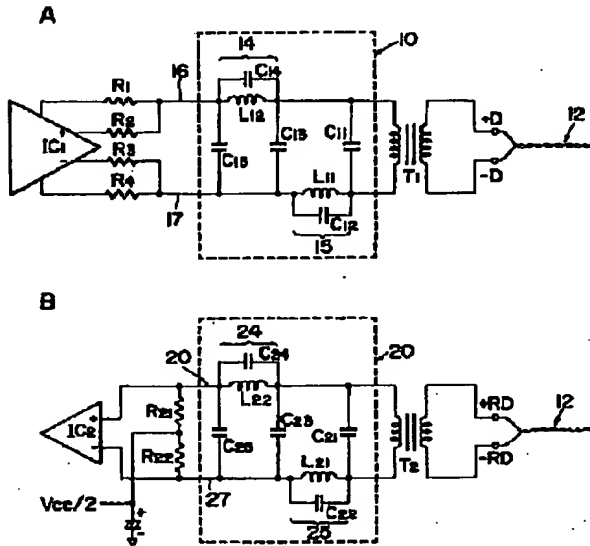 A
14
10
C14
12
R1
16
L12
+D
R2
IC1
+
-
C15
C13
C11
R3
T1
R4
L11
-D
17
C12
15
B
24
20
20
C24
12
L22
+RD
+
R21
IC2
-
C25
C23
C21
R22
T2
L21
-RD
Vcc/2
27
C22
+
-
25